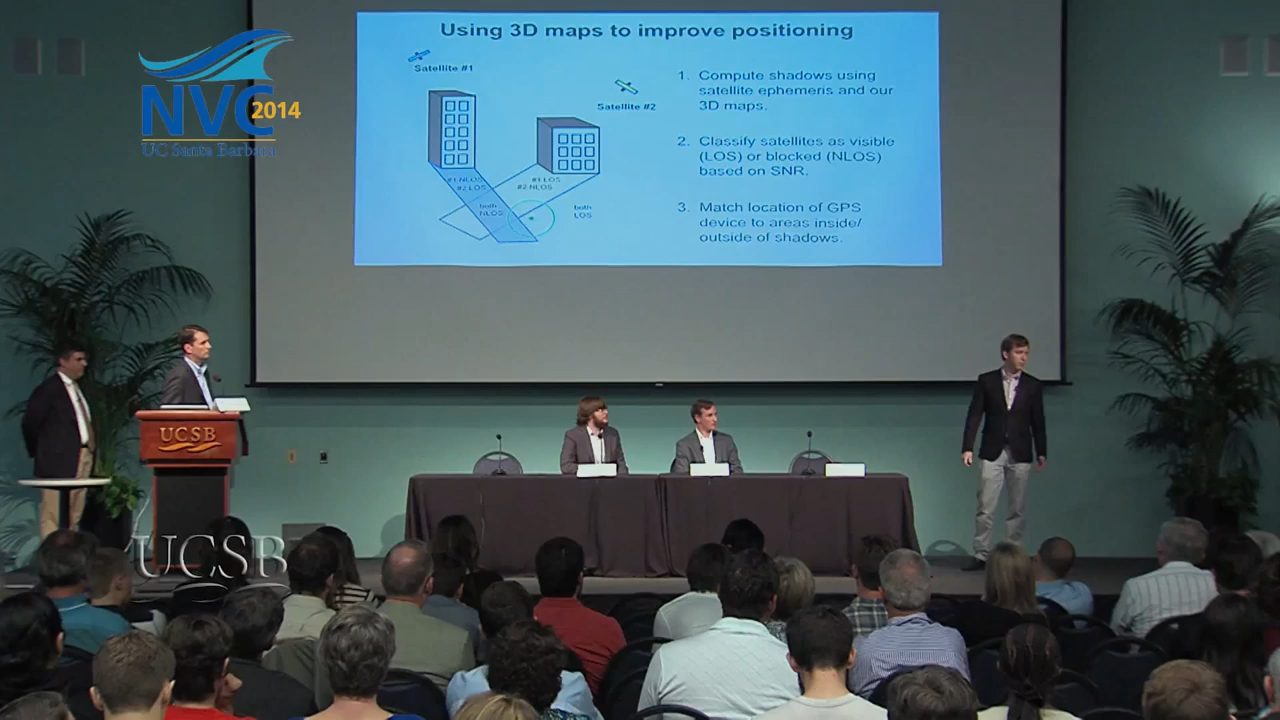 Using 3D maps to improve positioning
Satellite #1
Satellite #2
#1 NLOS
#2 LOS
#1 LOS
#2 NLOS
both
NLOS
both
LOS
1. Compute shadows using
satellite ephemeris and our
3D maps.
2. Classify satellites as visible
(LOS) or blocked (NLOS)
based on SNR.
3. Match location of GPS
device to areas inside/
outside of shadows.
NVC 2014
UC Santa Barbara
UCSB
UCSB